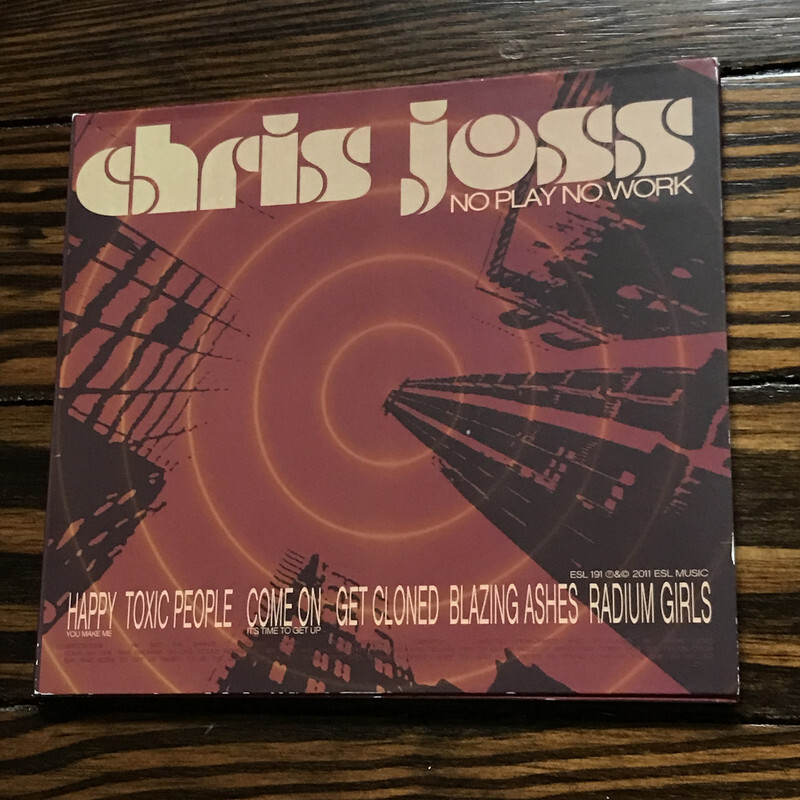 chris joss
NO PLAY NO WORK
ESL 191 ℗&© 2011 ESL MUSIC
HAPPY TOXIC PEOPLE COME ON GET CLONED BLAZING ASHES RADIUM GIRLS
YOU MAKE ME IT'S TIME TO GET UP